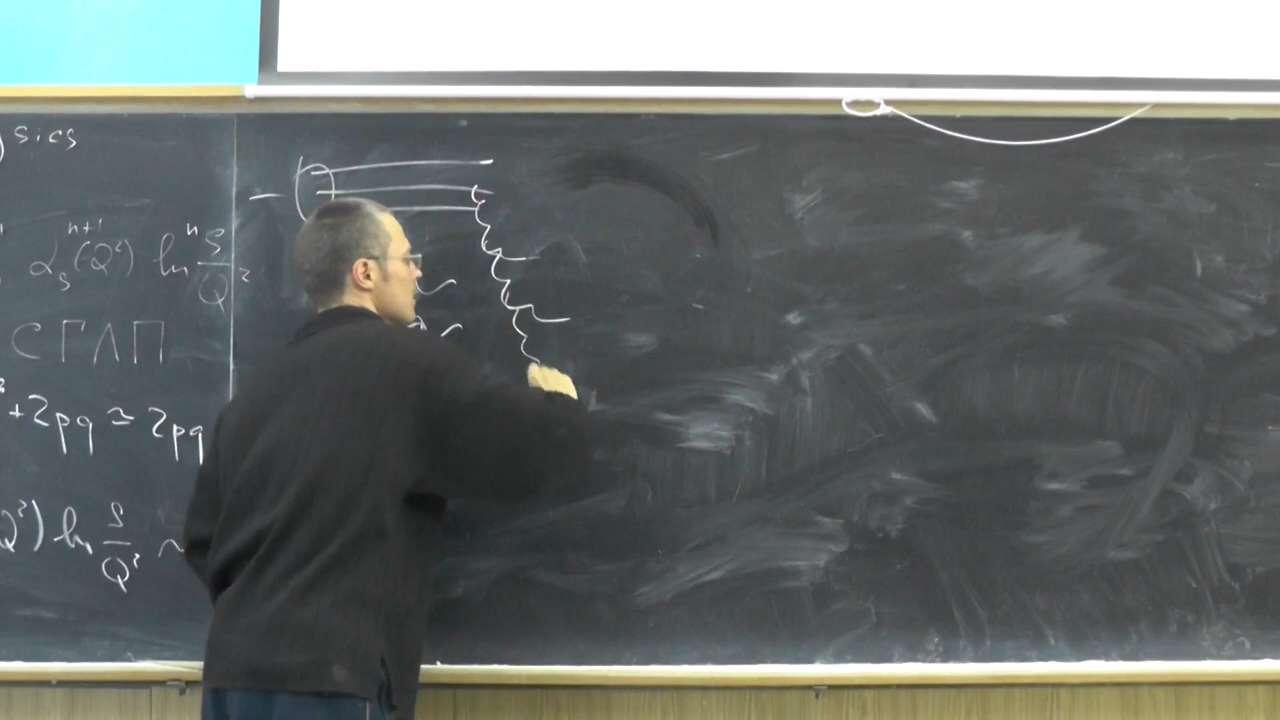 sics
α_s^{n+1}(Q²) ln^n S/Q²
СГЛП
+2pq ≃ 2pq
Q²) ln S/Q² ~